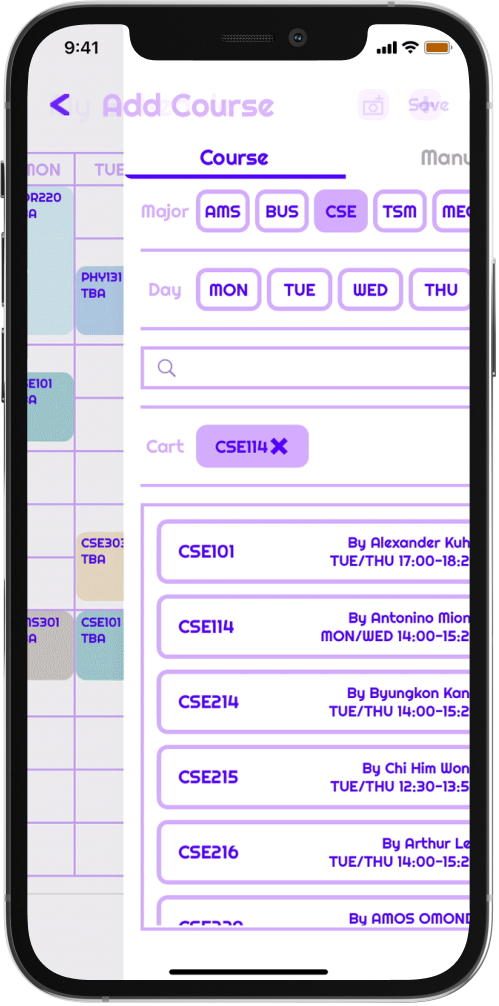 9:41
Add Course
Save
MON
TUE
OR220
A
PHY131
TBA
SE101
A
CSE303
TBA
MS301
A
CSE101
TBA
Course
Manu
Major AMS BUS CSE TSM MEC
Day MON TUE WED THU
Cart CSE114
CSE101
By Alexander Kuh
TUE/THU 17:00-18:2
CSE114
By Antonino Mion
MON/WED 14:00-15:2
CSE214
By Byungkon Kan
TUE/THU 14:00-15:2
CSE215
By Chi Him Won
TUE/THU 12:30-13:5
CSE216
By Arthur Le
TUE/THU 14:00-15:2
By AMOS OMOND